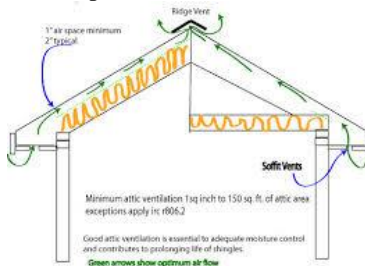 Ridge Vent
1" air space minimum
2" typical
Soffit Vents
Minimum attic ventilation 1sq inch to 150 sq. ft. of attic area
exceptions apply irc r806.2
Good attic ventilation is essential to adequate moisture control
and contributes to prolonging life of shingles.
Green arrows show optimum air flow